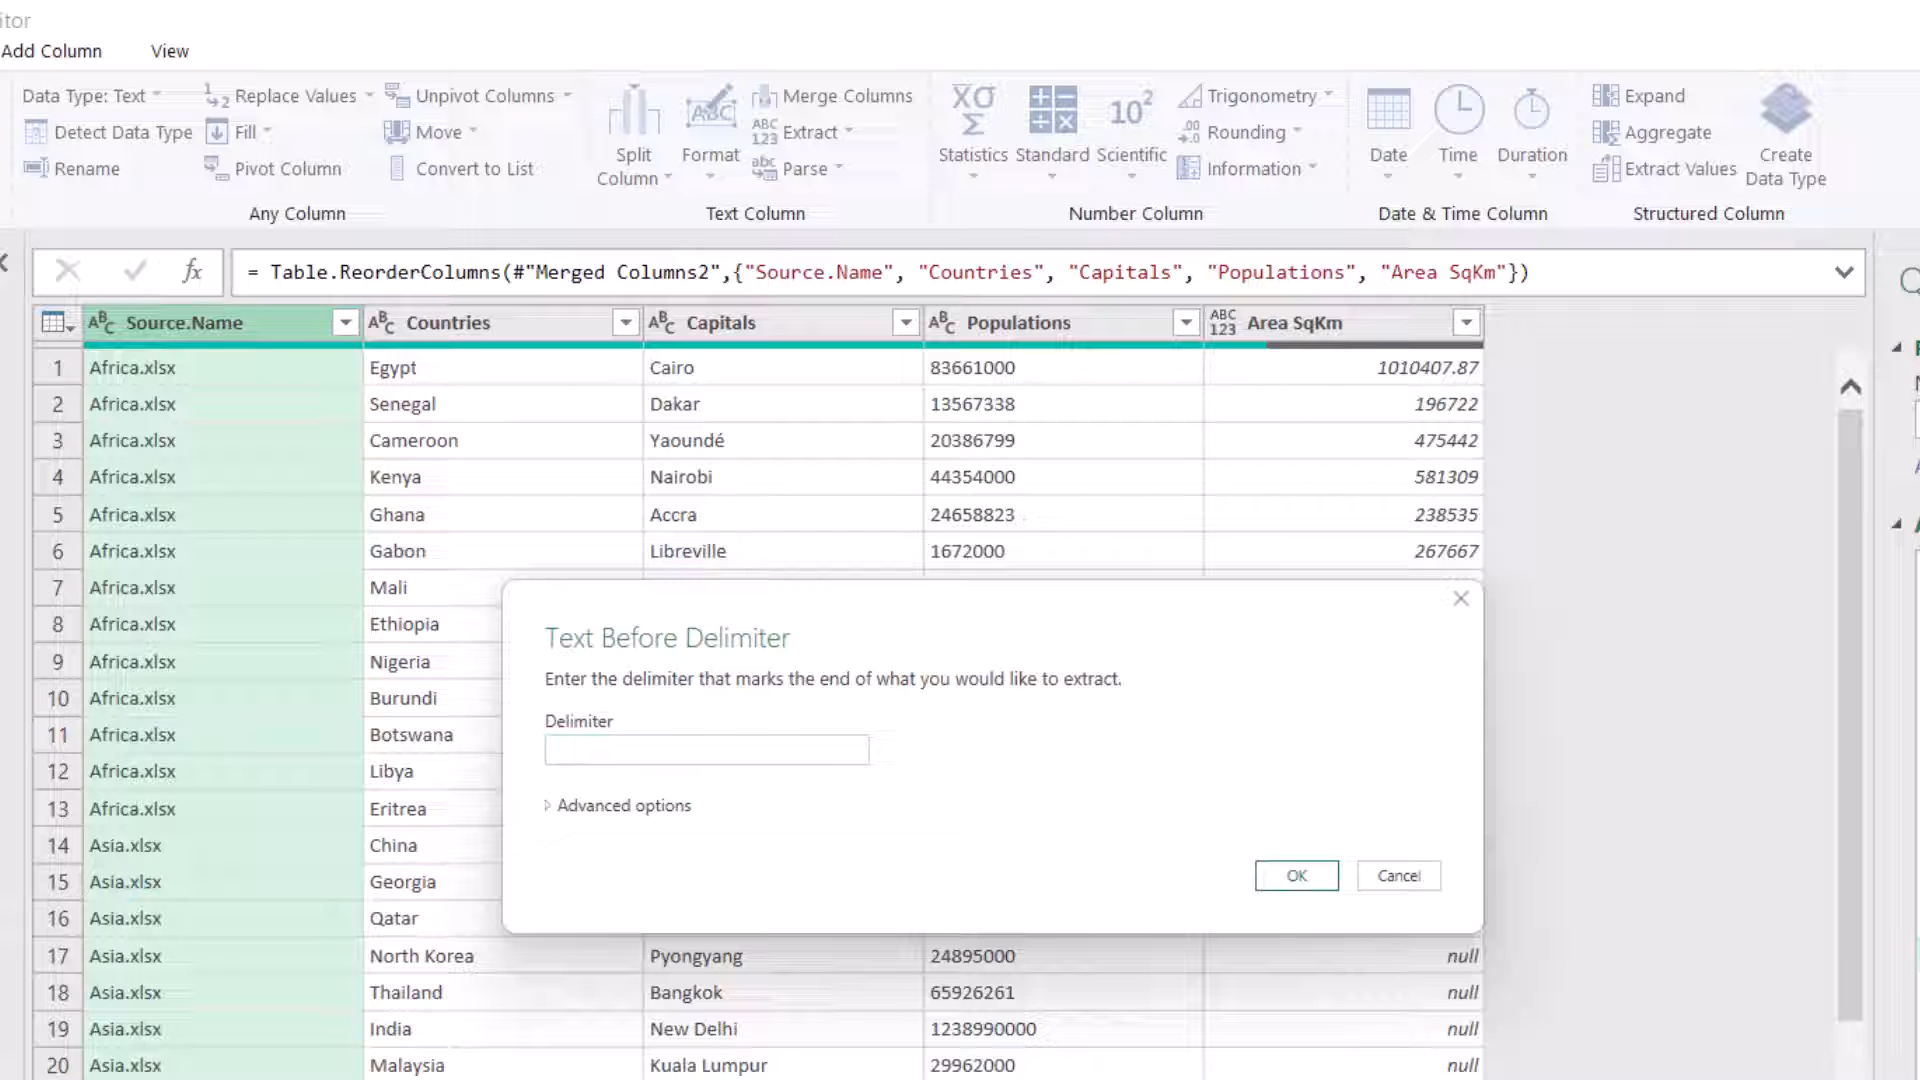 itor
Add Column View
Data Type: Text Replace Values Unpivot Columns Merge Columns Trigonometry Expand
Detect Data Type Fill Move Extract Rounding Aggregate
Rename Pivot Column Convert to List Split Column Format Parse Statistics Standard Scientific Information Date Time Duration Extract Values Create Data Type
Any Column Text Column Number Column Date & Time Column Structured Column
fx = Table.ReorderColumns(#"Merged Columns2",{"Source.Name", "Countries", "Capitals", "Populations", "Area SqKm"})
ABC Source.Name ABC Countries ABC Capitals ABC Populations ABC 123 Area SqKm
1 Africa.xlsx Egypt Cairo 83661000 1010407.87
2 Africa.xlsx Senegal Dakar 13567338 196722
3 Africa.xlsx Cameroon Yaoundé 20386799 475442
4 Africa.xlsx Kenya Nairobi 44354000 581309
5 Africa.xlsx Ghana Accra 24658823 238535
6 Africa.xlsx Gabon Libreville 1672000 267667
7 Africa.xlsx Mali
8 Africa.xlsx Ethiopia
9 Africa.xlsx Nigeria
10 Africa.xlsx Burundi
11 Africa.xlsx Botswana
12 Africa.xlsx Libya
13 Africa.xlsx Eritrea
14 Asia.xlsx China
15 Asia.xlsx Georgia
16 Asia.xlsx Qatar
17 Asia.xlsx North Korea Pyongyang 24895000 null
18 Asia.xlsx Thailand Bangkok 65926261 null
19 Asia.xlsx India New Delhi 1238990000 null
20 Asia.xlsx Malaysia Kuala Lumpur 29962000 null
Text Before Delimiter
Enter the delimiter that marks the end of what you would like to extract.
Delimiter
Advanced options
OK Cancel